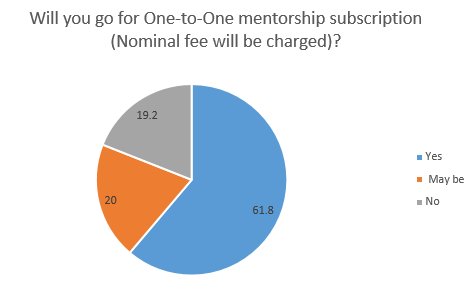 Will you go for One-to-One mentorship subscription
(Nominal fee will be charged)?
19.2
20
61.8
Yes
May be
No